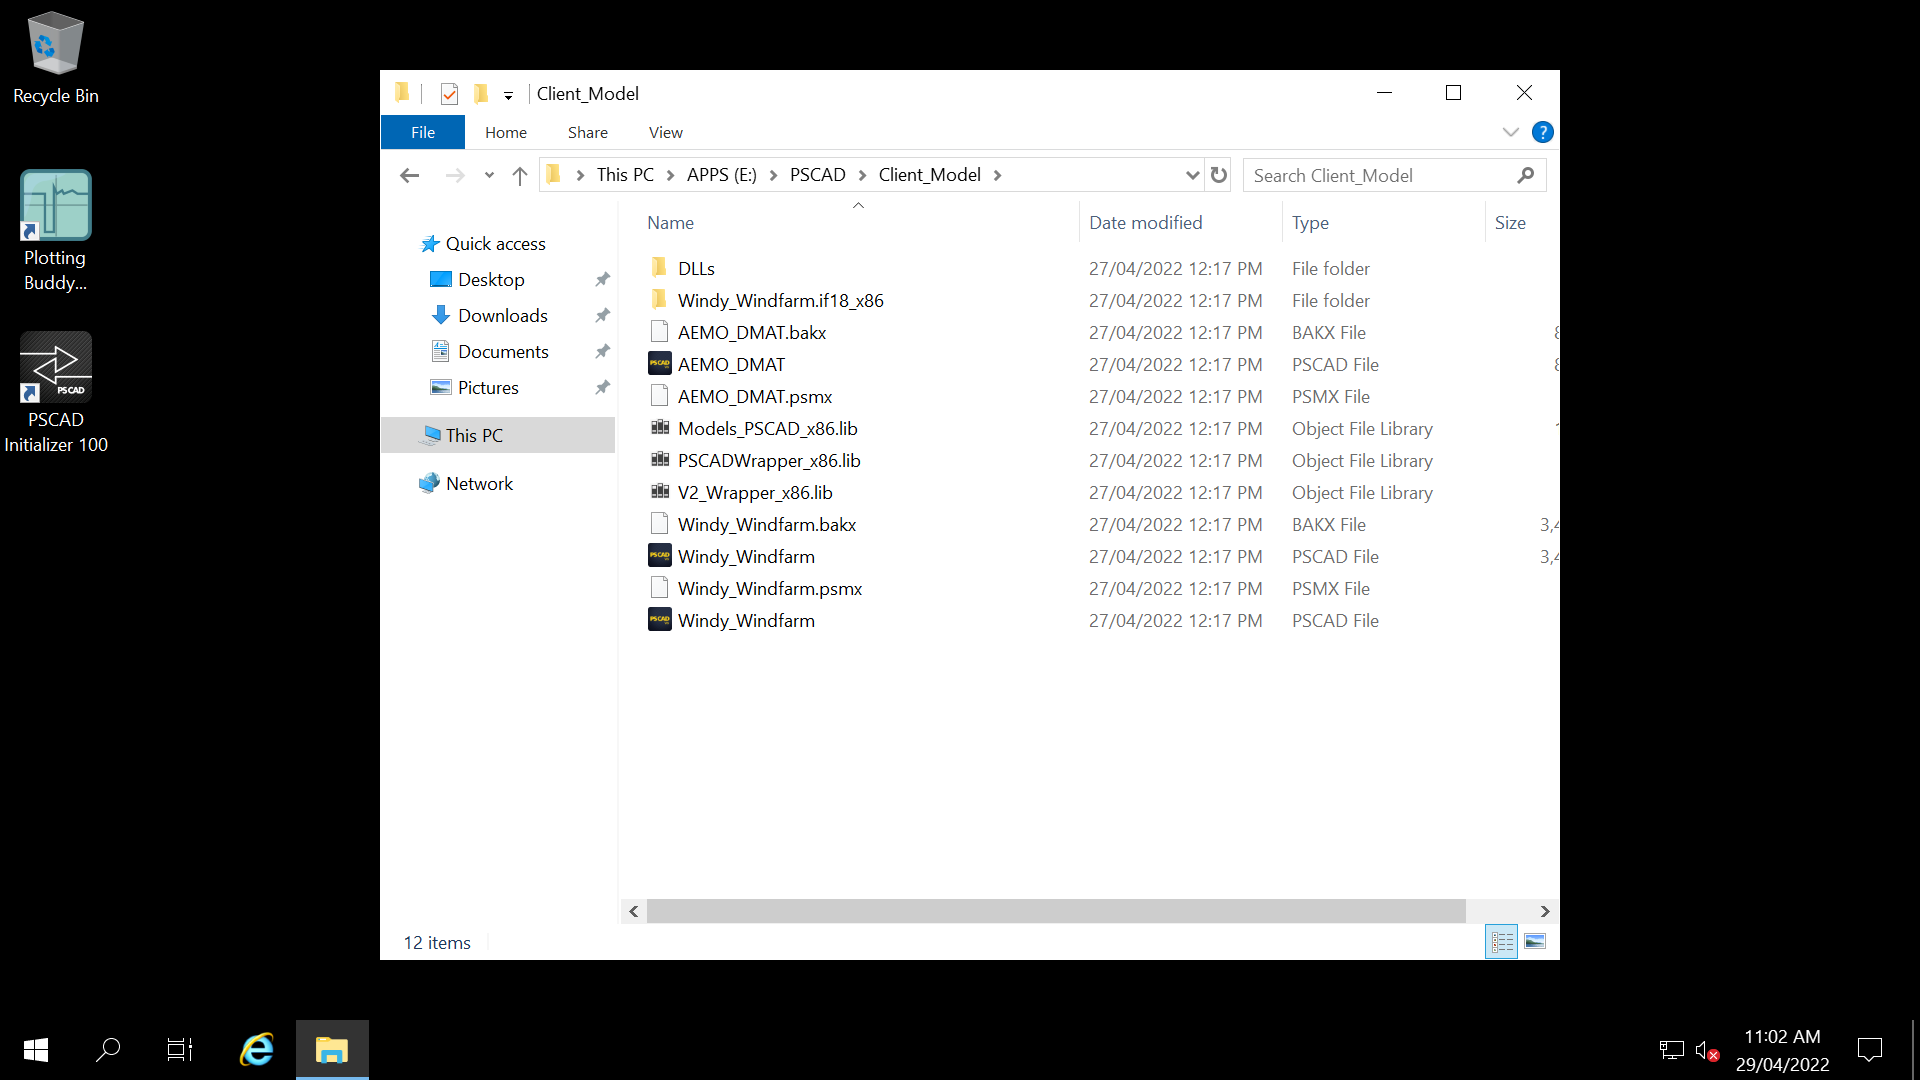 Recycle Bin
Plotting
Buddy...
PSCAD
PSCAD
Initializer 100
Client_Model
File Home Share View
This PC APPS (E:) PSCAD Client_Model
Search Client_Model
Quick access
Desktop
Downloads
Documents
Pictures
This PC
Network
Name Date modified Type Size
DLLs 27/04/2022 12:17 PM File folder
Windy_Windfarm.if18_x86 27/04/2022 12:17 PM File folder
AEMO_DMAT.bakx 27/04/2022 12:17 PM BAKX File
AEMO_DMAT 27/04/2022 12:17 PM PSCAD File
AEMO_DMAT.psmx 27/04/2022 12:17 PM PSMX File
Models_PSCAD_x86.lib 27/04/2022 12:17 PM Object File Library
PSCADWrapper_x86.lib 27/04/2022 12:17 PM Object File Library
V2_Wrapper_x86.lib 27/04/2022 12:17 PM Object File Library
Windy_Windfarm.bakx 27/04/2022 12:17 PM BAKX File
Windy_Windfarm 27/04/2022 12:17 PM PSCAD File
Windy_Windfarm.psmx 27/04/2022 12:17 PM PSMX File
Windy_Windfarm 27/04/2022 12:17 PM PSCAD File
12 items
11:02 AM
29/04/2022